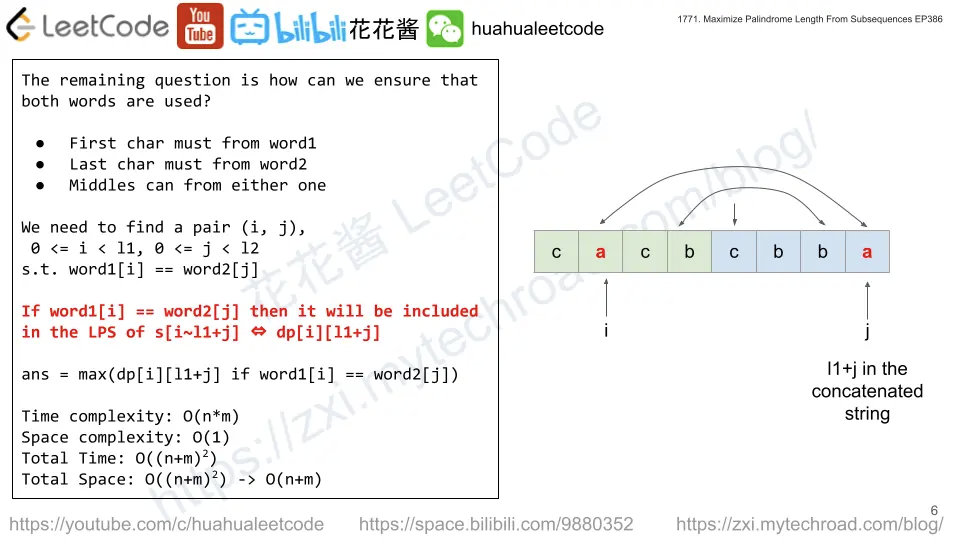 LeetCode You Tube bilibili 花花酱 huahualeetcode
1771. Maximize Palindrome Length From Subsequences EP386
The remaining question is how can we ensure that
both words are used?
● First char must from word1
● Last char must from word2
● Middles can from either one
We need to find a pair (i, j),
0 <= i < l1, 0 <= j < l2
s.t. word1[i] == word2[j]
If word1[i] == word2[j] then it will be included
in the LPS of s[i~l1+j] ⇔ dp[i][l1+j]
ans = max(dp[i][l1+j] if word1[i] == word2[j])
Time complexity: O(n*m)
Space complexity: O(1)
Total Time: O((n+m)²)
Total Space: O((n+m)²) -> O(n+m)
c a c b c b b a
i j
l1+j in the
concatenated
string
花花酱 LeetCode
https://zxi.mytechroad.com/blog/
6
https://youtube.com/c/huahualeetcode https://space.bilibili.com/9880352 https://zxi.mytechroad.com/blog/